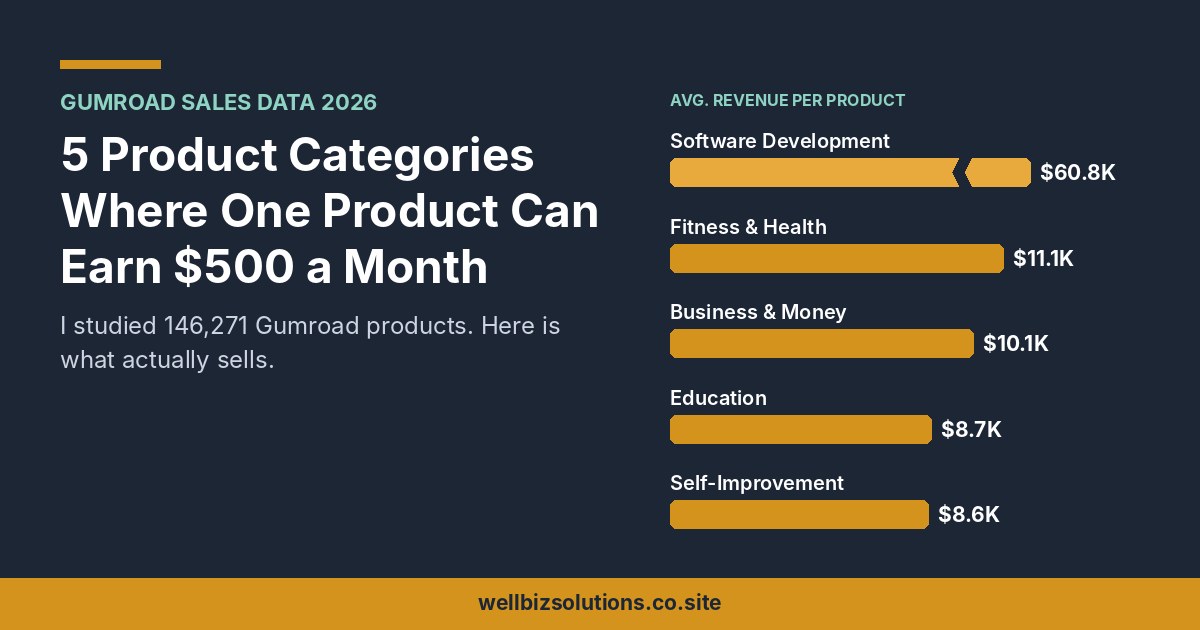 GUMROAD SALES DATA 2026
5 Product Categories
Where One Product Can
Earn $500 a Month
I studied 146,271 Gumroad products. Here is
what actually sells.
AVG. REVENUE PER PRODUCT
Software Development
$60.8K
Fitness & Health
$11.1K
Business & Money
$10.1K
Education
$8.7K
Self-Improvement
$8.6K
wellbizsolutions.co.site